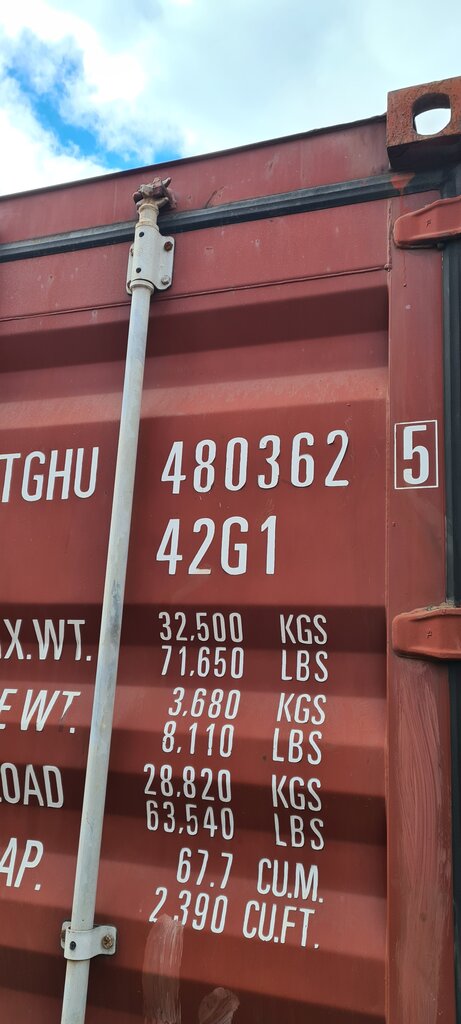 TGHU 480362 5
42G1
X.WT. 32,500 KGS
71,650 LBS
E WT. 3,680 KGS
8,110 LBS
OAD 28,820 KGS
63,540 LBS
AP. 67.7 CU.M.
2,390 CU.FT.